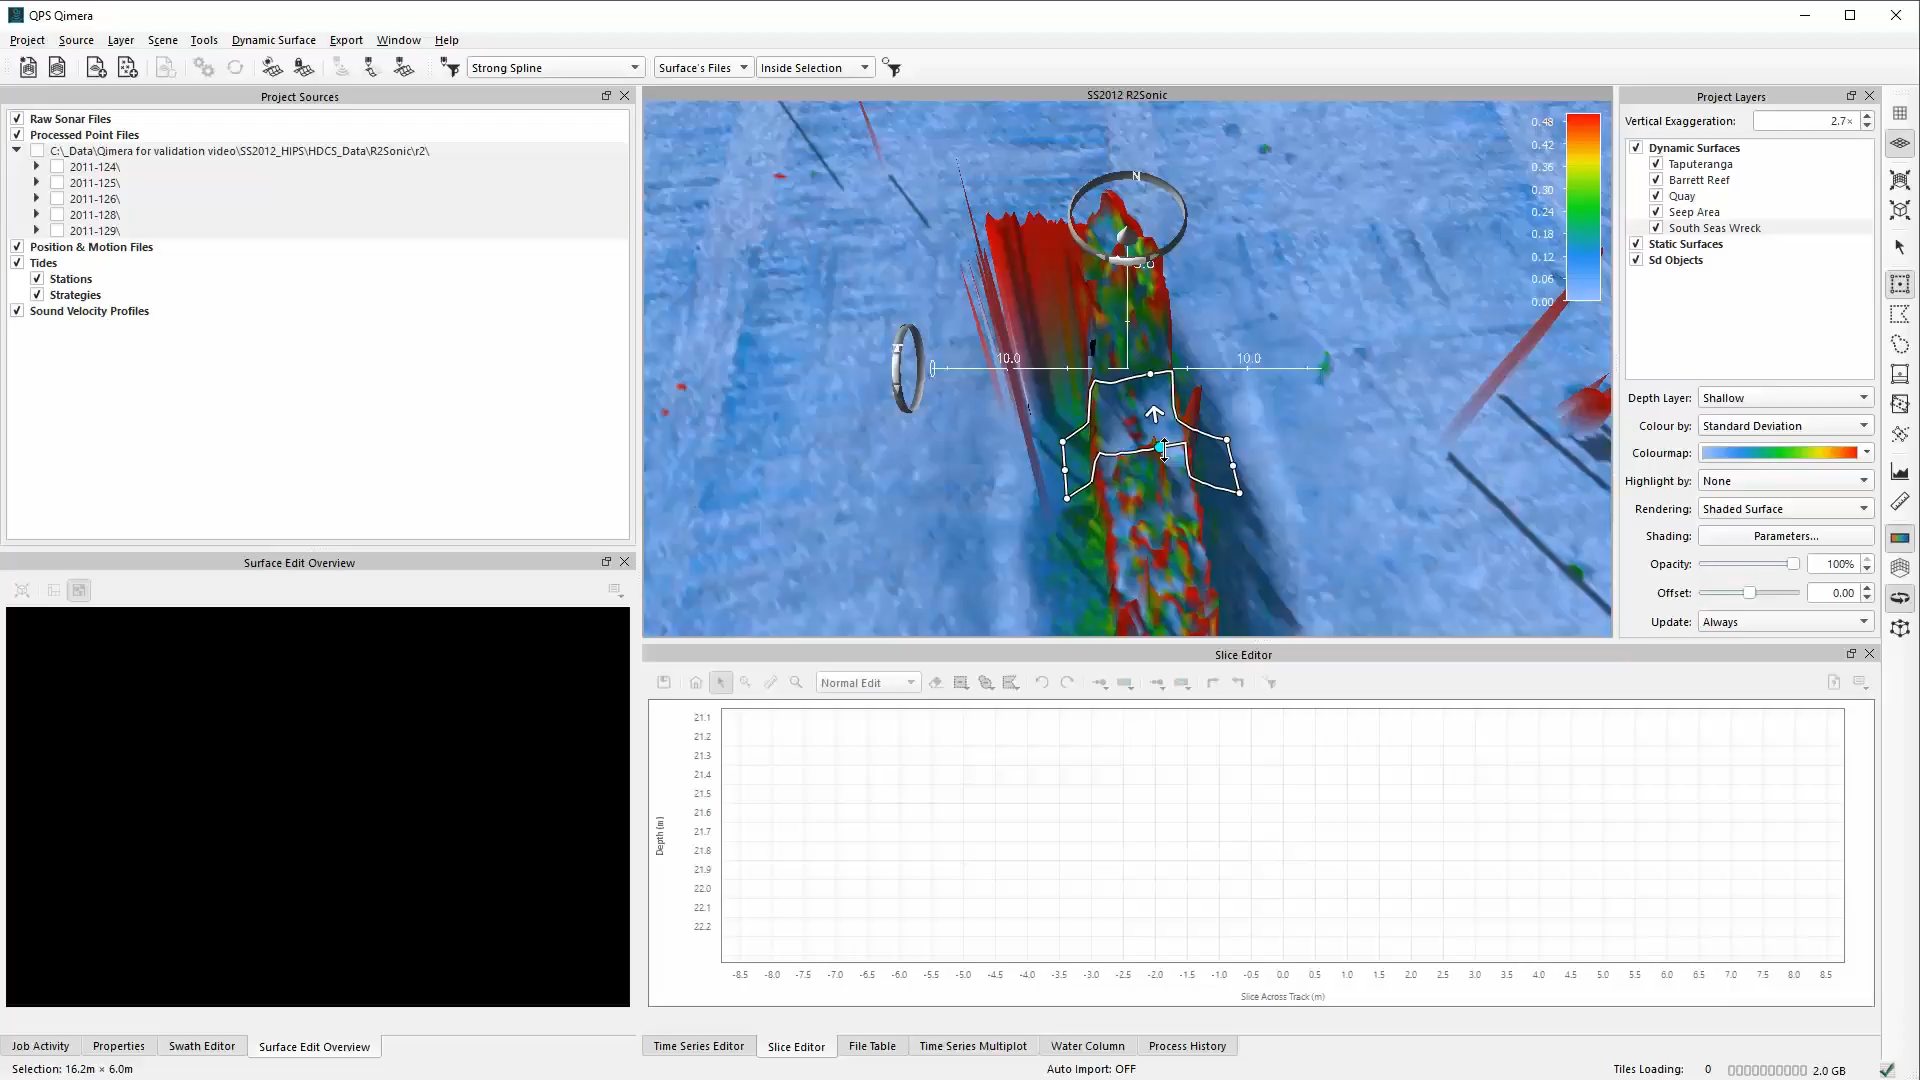 QPS Qimera
Project Source Layer Scene Tools Dynamic Surface Export Window Help
Strong Spline Surface's Files Inside Selection
Project Sources
Raw Sonar Files
Processed Point Files
C:\_Data\Qimera for validation video\SS2012_HIPS\HDCS_Data\R2Sonic\r2\
2011-124\
2011-125\
2011-126\
2011-128\
2011-129\
Position & Motion Files
Tides
Stations
Strategies
Sound Velocity Profiles
Surface Edit Overview
SS2012 R2Sonic
0.48
0.42
0.36
0.30
0.24
0.18
0.12
0.06
0.00
N
10.0
10.0
Project Layers
Vertical Exaggeration: 2.7×
Dynamic Surfaces
Taputeranga
Barrett Reef
Quay
Seep Area
South Seas Wreck
Static Surfaces
Sd Objects
Depth Layer: Shallow
Colour by: Standard Deviation
Colourmap:
Highlight by: None
Rendering: Shaded Surface
Shading: Parameters...
Opacity: 100%
Offset: 0.00
Update: Always
Slice Editor
Normal Edit
21.1
21.2
21.3
21.4
21.5
21.6
21.7
21.8
21.9
22.0
22.1
22.2
Depth (m)
-8.5 -8.0 -7.5 -7.0 -6.5 -6.0 -5.5 -5.0 -4.5 -4.0 -3.5 -3.0 -2.5 -2.0 -1.5 -1.0 -0.5 0.0 0.5 1.0 1.5 2.0 2.5 3.0 3.5 4.0 4.5 5.0 5.5 6.0 6.5 7.0 7.5 8.0 8.5
Slice Across Track (m)
Job Activity Properties Swath Editor Surface Edit Overview
Time Series Editor Slice Editor File Table Time Series Multiplot Water Column Process History
Selection: 16.2m × 6.0m
Auto Import: OFF
Tiles Loading: 0
2.0 GB